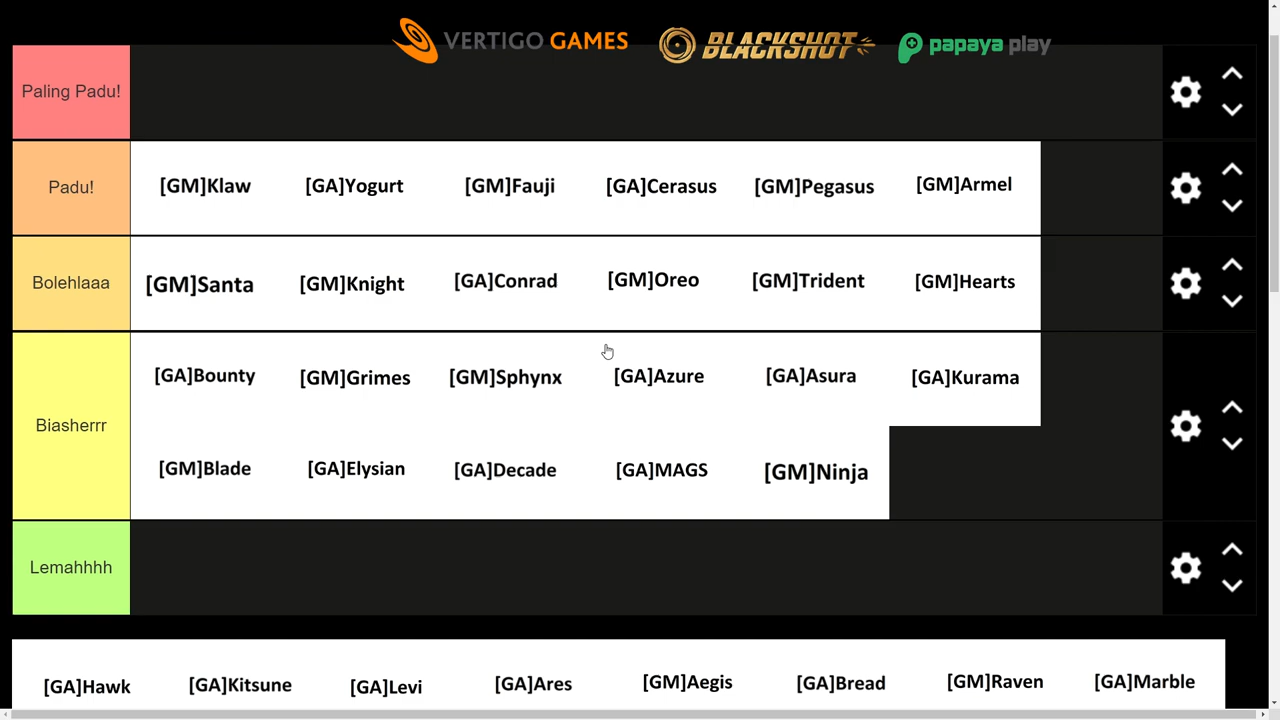 VERTIGO GAMES BLACKSHOT papaya play
Paling Padu!
Padu! [GM]Klaw [GA]Yogurt [GM]Fauji [GA]Cerasus [GM]Pegasus [GM]Armel
Bolehlaaa [GM]Santa [GM]Knight [GA]Conrad [GM]Oreo [GM]Trident [GM]Hearts
[GA]Bounty [GM]Grimes [GM]Sphynx [GA]Azure [GA]Asura [GA]Kurama
Biasherrr
[GM]Blade [GA]Elysian [GA]Decade [GA]MAGS [GM]Ninja
Lemahhhh
[GA]Hawk [GA]Kitsune [GA]Levi [GA]Ares [GM]Aegis [GA]Bread [GM]Raven [GA]Marble